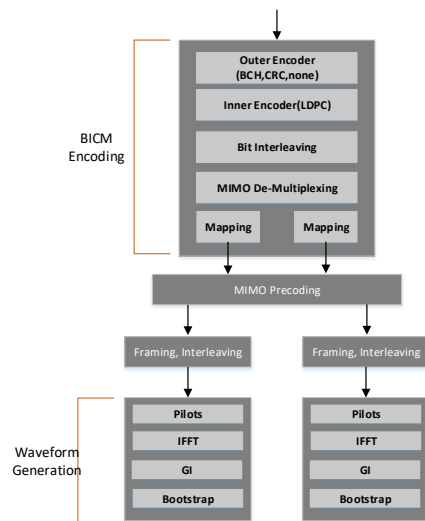 Outer Encoder
(BCH,CRC,none)
Inner Encoder(LDPC)
BICM
Encoding
Bit Interleaving
MIMO De-Multiplexing
Mapping
Mapping
MIMO Precoding
Framing, Interleaving
Framing, Interleaving
Waveform
Generation
Pilots
IFFT
GI
Bootstrap
Pilots
IFFT
GI
Bootstrap